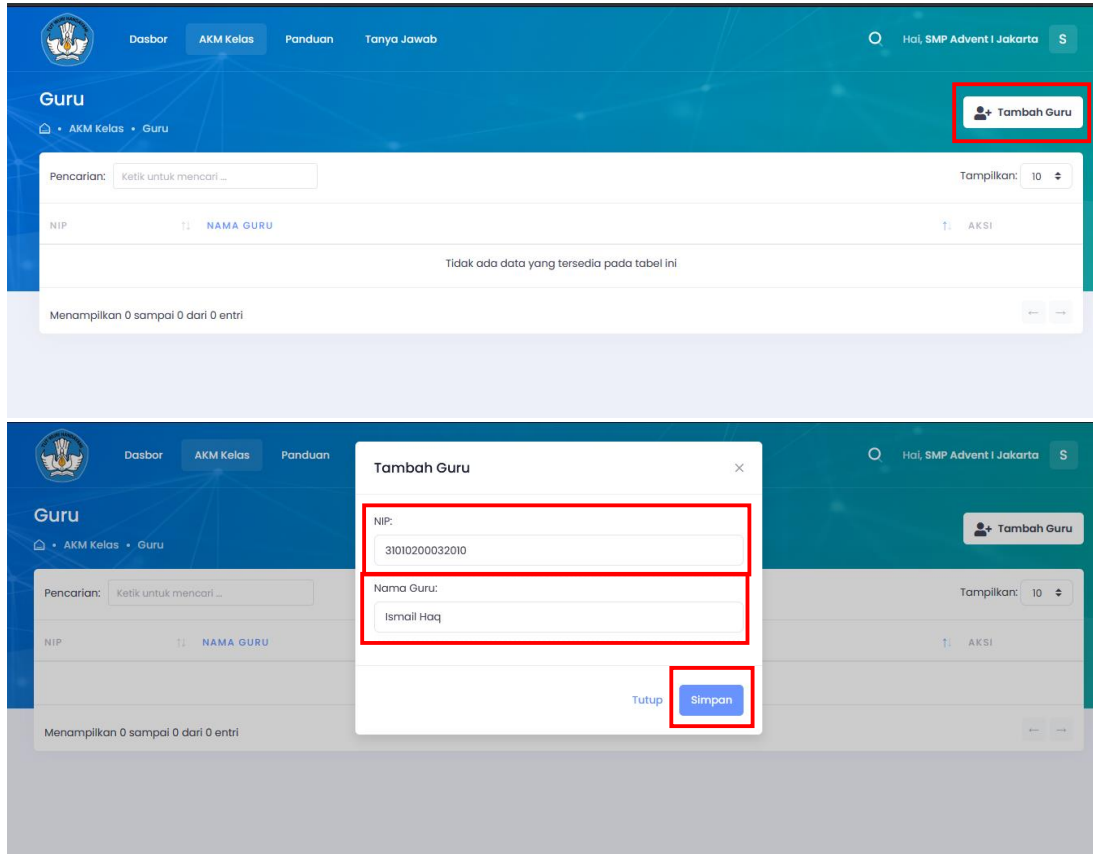 Dasbor AKM Kelas Panduan Tanya Jawab Hai, SMP Advent I Jakarta S
Guru
Tambah Guru
• AKM Kelas • Guru
Pencarian: Ketik untuk mencari ... Tampilkan: 10
NIP NAMA GURU AKSI
Tidak ada data yang tersedia pada tabel ini
Menampilkan 0 sampai 0 dari 0 entri
Dasbor AKM Kelas Panduan Hai, SMP Advent I Jakarta S
Tambah Guru
Guru
Tambah Guru
• AKM Kelas • Guru
NIP:
31010200032010
Nama Guru:
Ismail Haq
Tutup Simpan
Pencarian: Ketik untuk mencari ... Tampilkan: 10
NIP NAMA GURU AKSI
Menampilkan 0 sampai 0 dari 0 entri